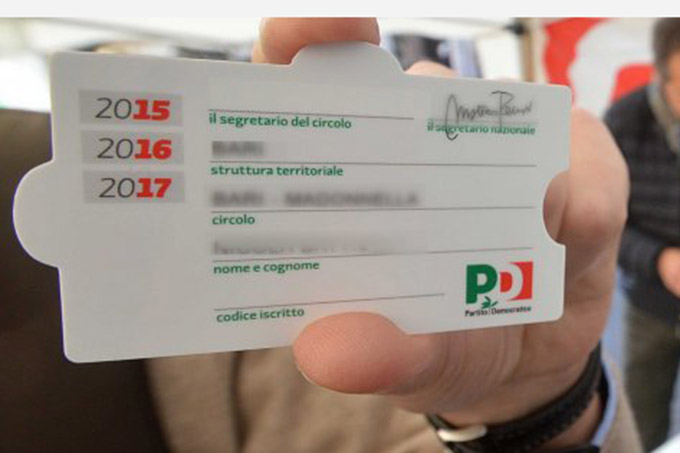 2015
2016
2017
il segretario del circolo
il segretario nazionale
struttura territoriale
circolo
nome e cognome
codice iscritto
PD
Partito Democratico